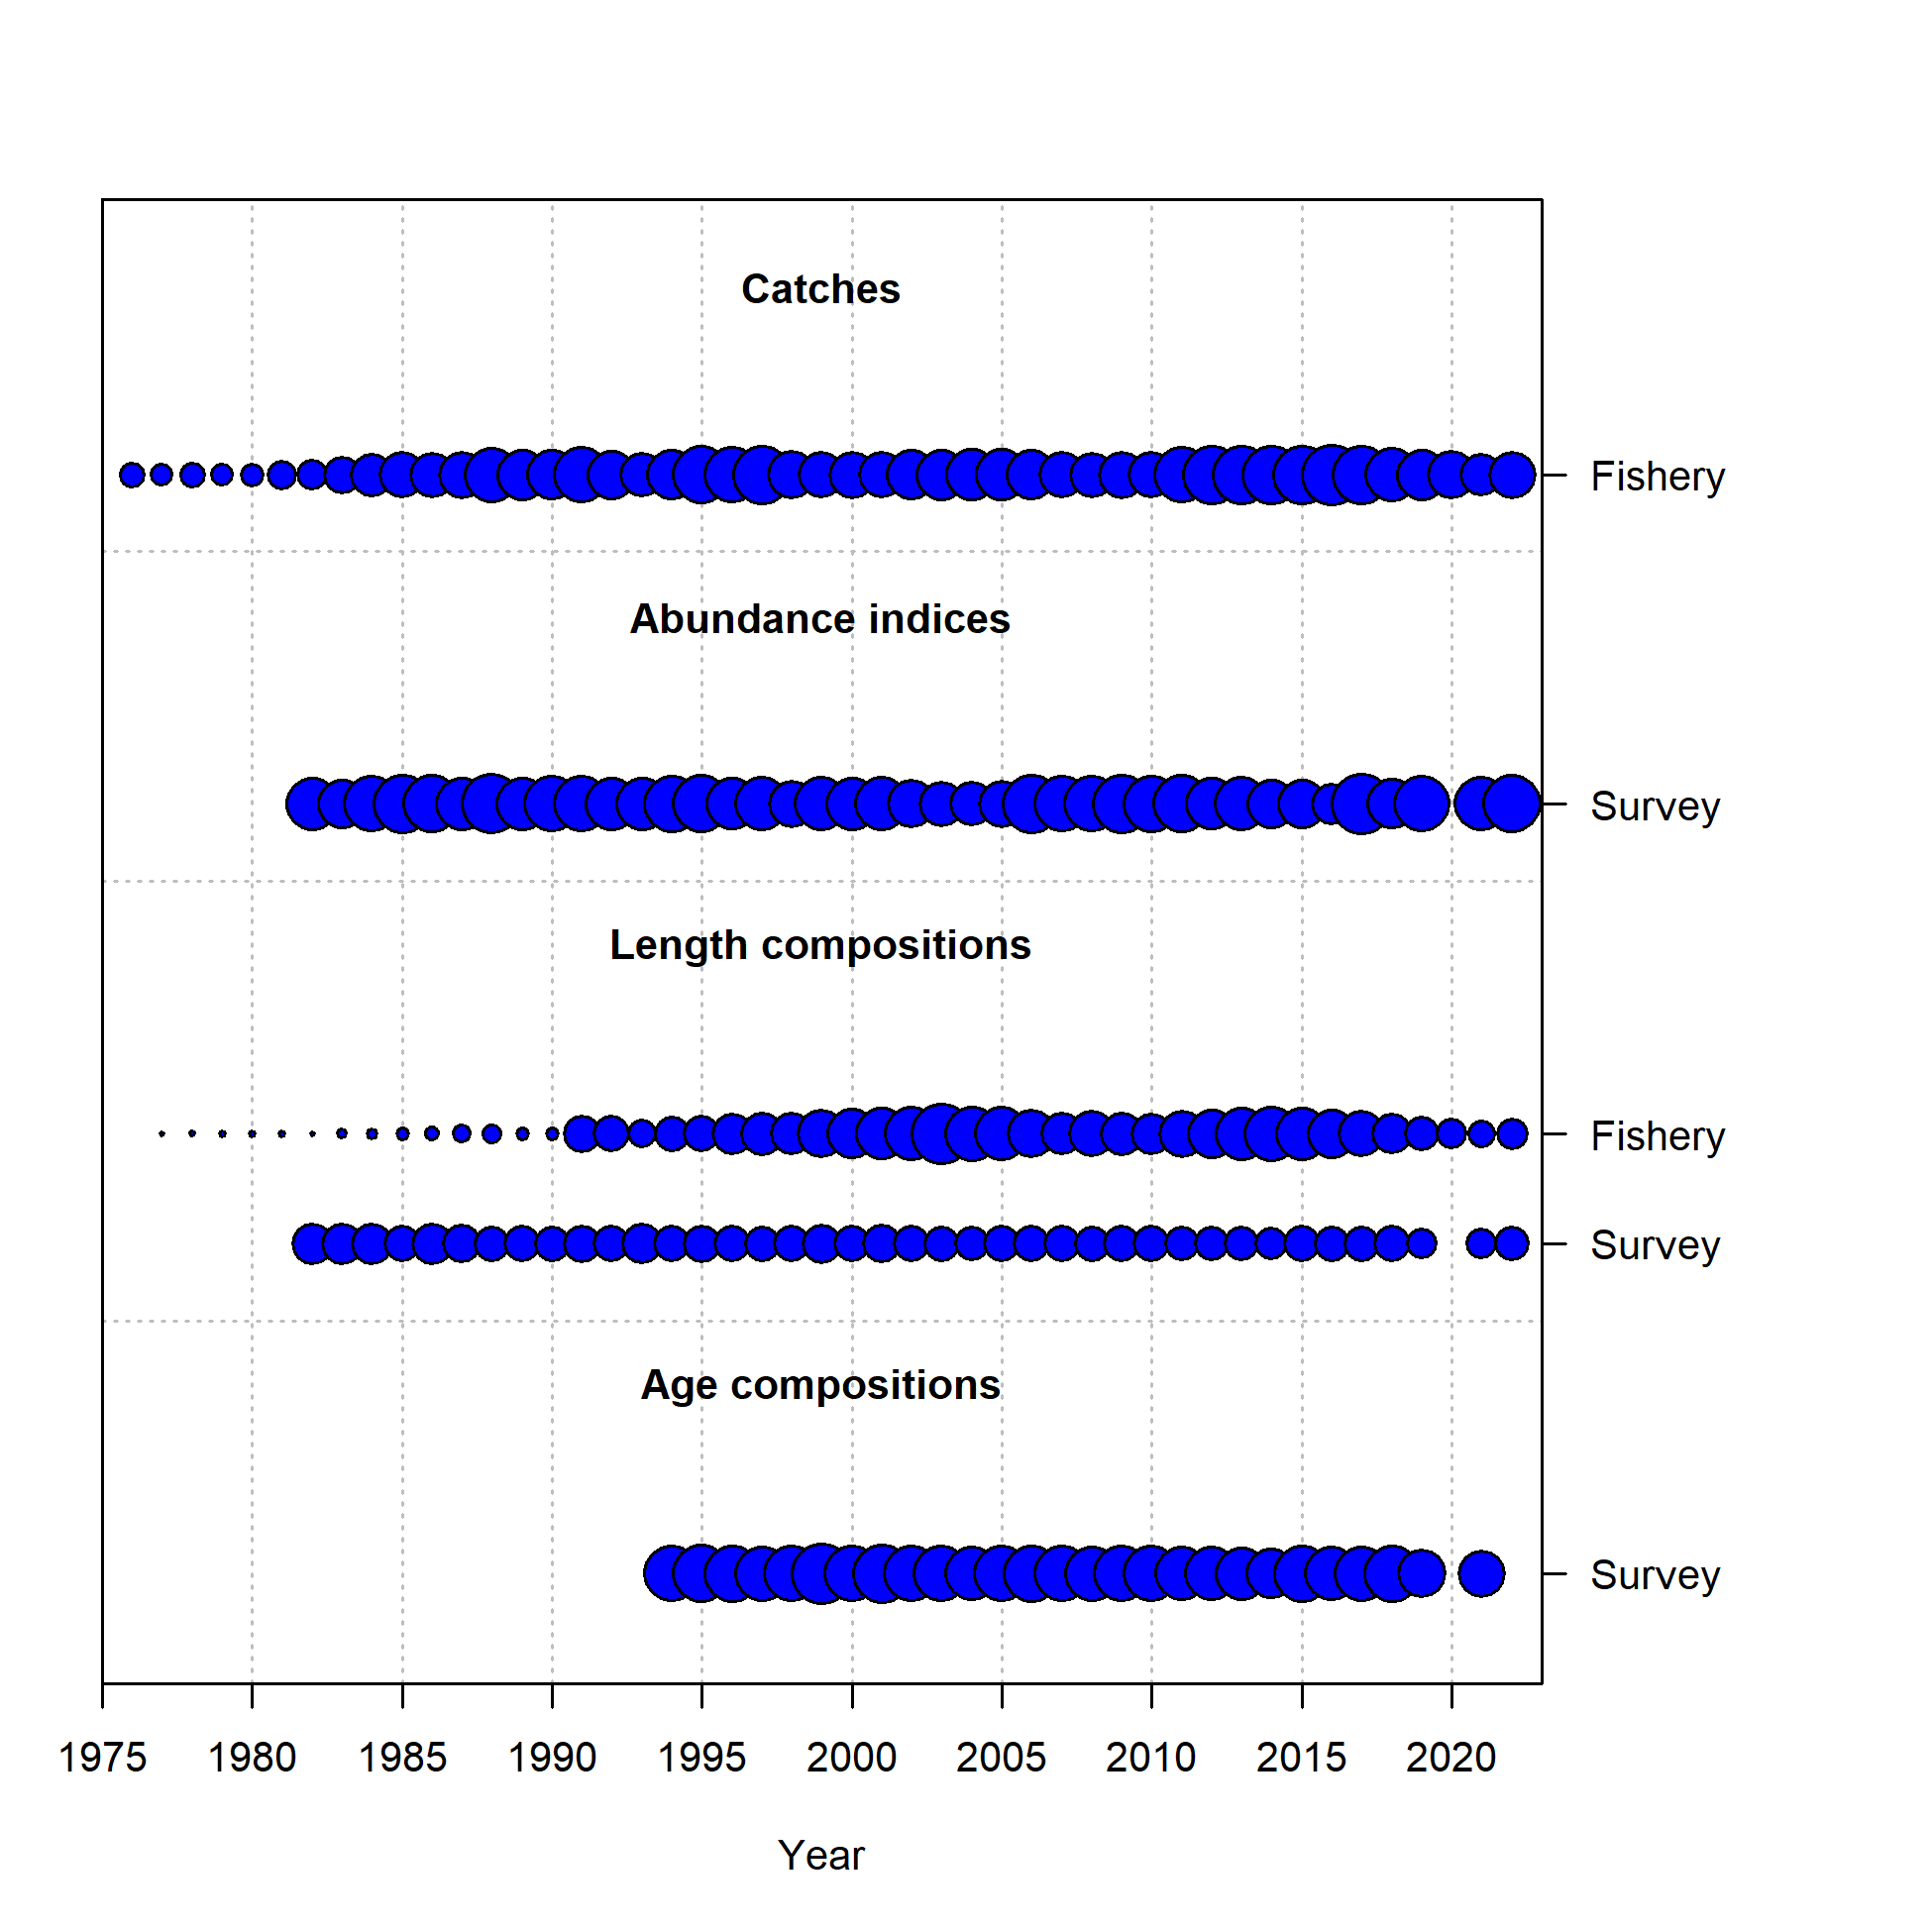 Catches
Fishery
Abundance indices
Survey
Length compositions
Fishery
Survey
Age compositions
Survey
1975 1980 1985 1990 1995 2000 2005 2010 2015 2020
Year